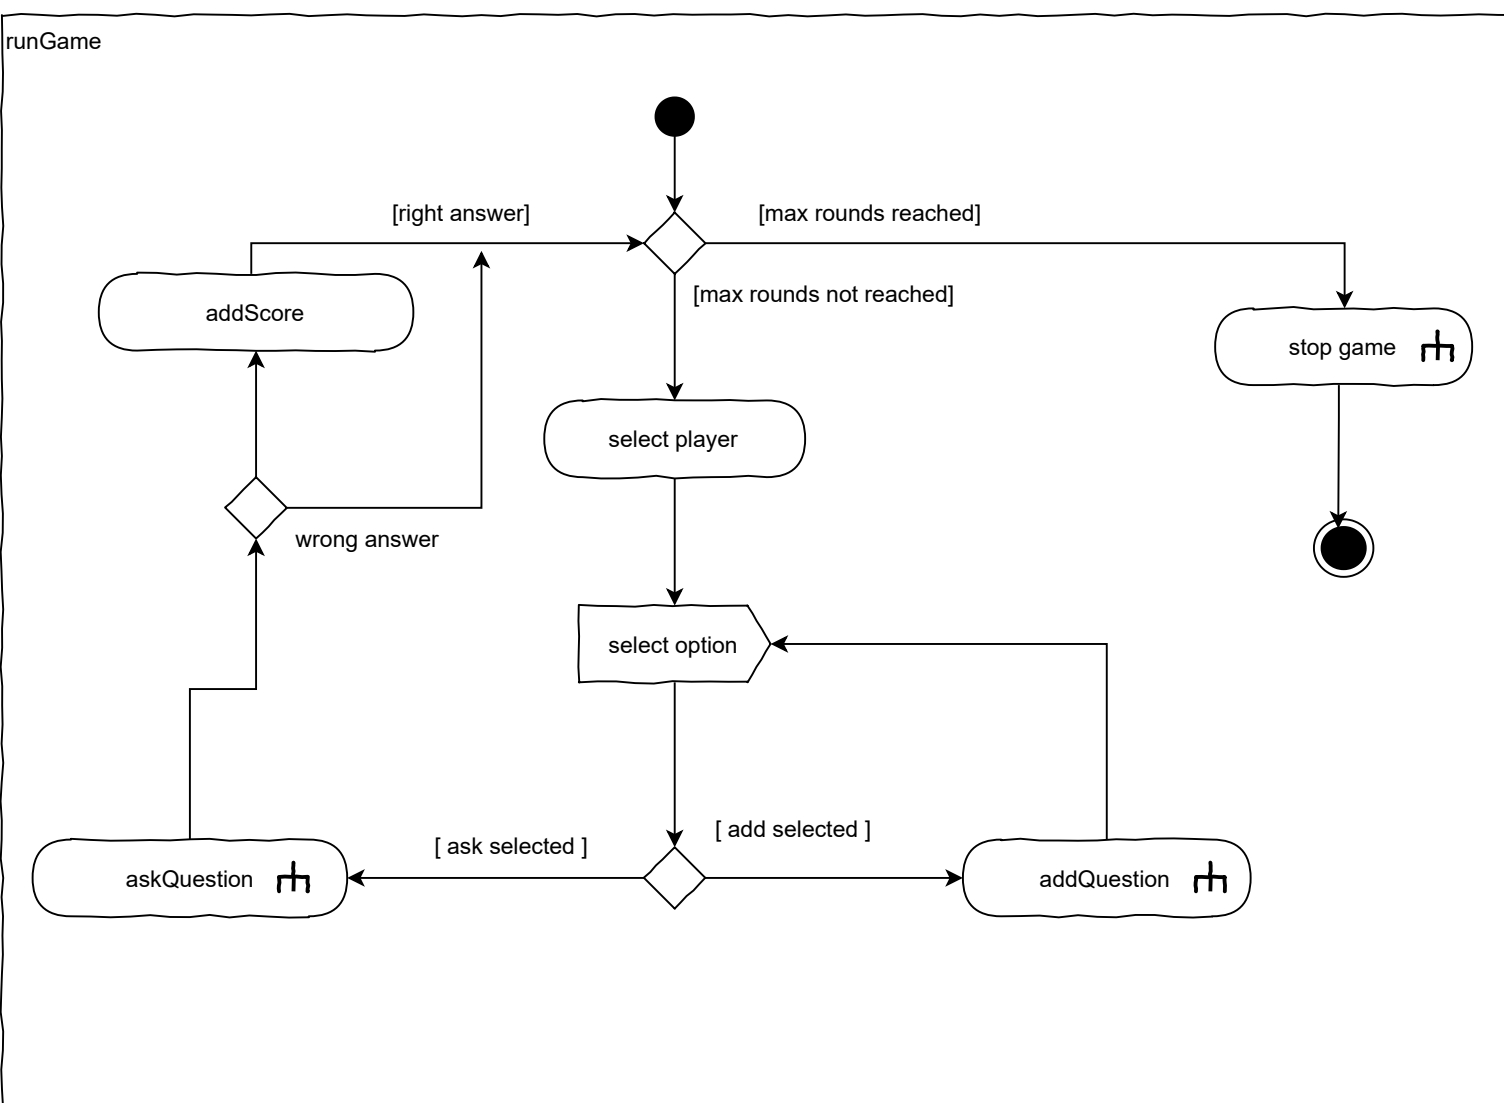 runGame
[right answer]
[max rounds reached]
[max rounds not reached]
addScore
stop game
select player
wrong answer
select option
[ ask selected ]
[ add selected ]
askQuestion
addQuestion